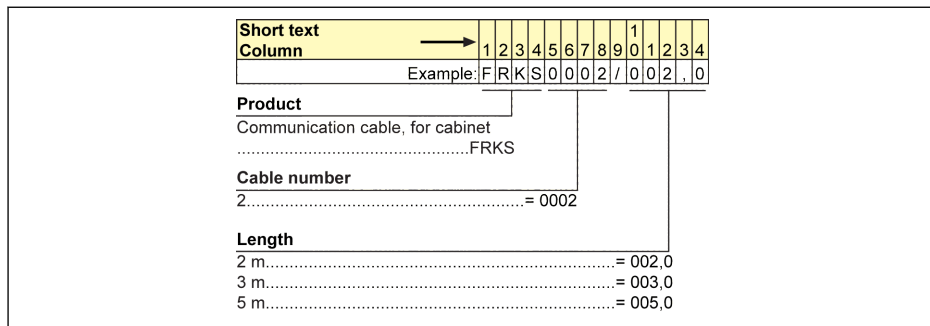 Short text
Column 1 2 3 4 5 6 7 8 9 10 1 2 3 4
Example: F R K S 0 0 0 2 / 0 0 2 , 0
Product
Communication cable, for cabinet
................................................FRKS
Cable number
2.....................................................= 0002
Length
2 m...................................................................= 002,0
3 m...................................................................= 003,0
5 m...................................................................= 005,0